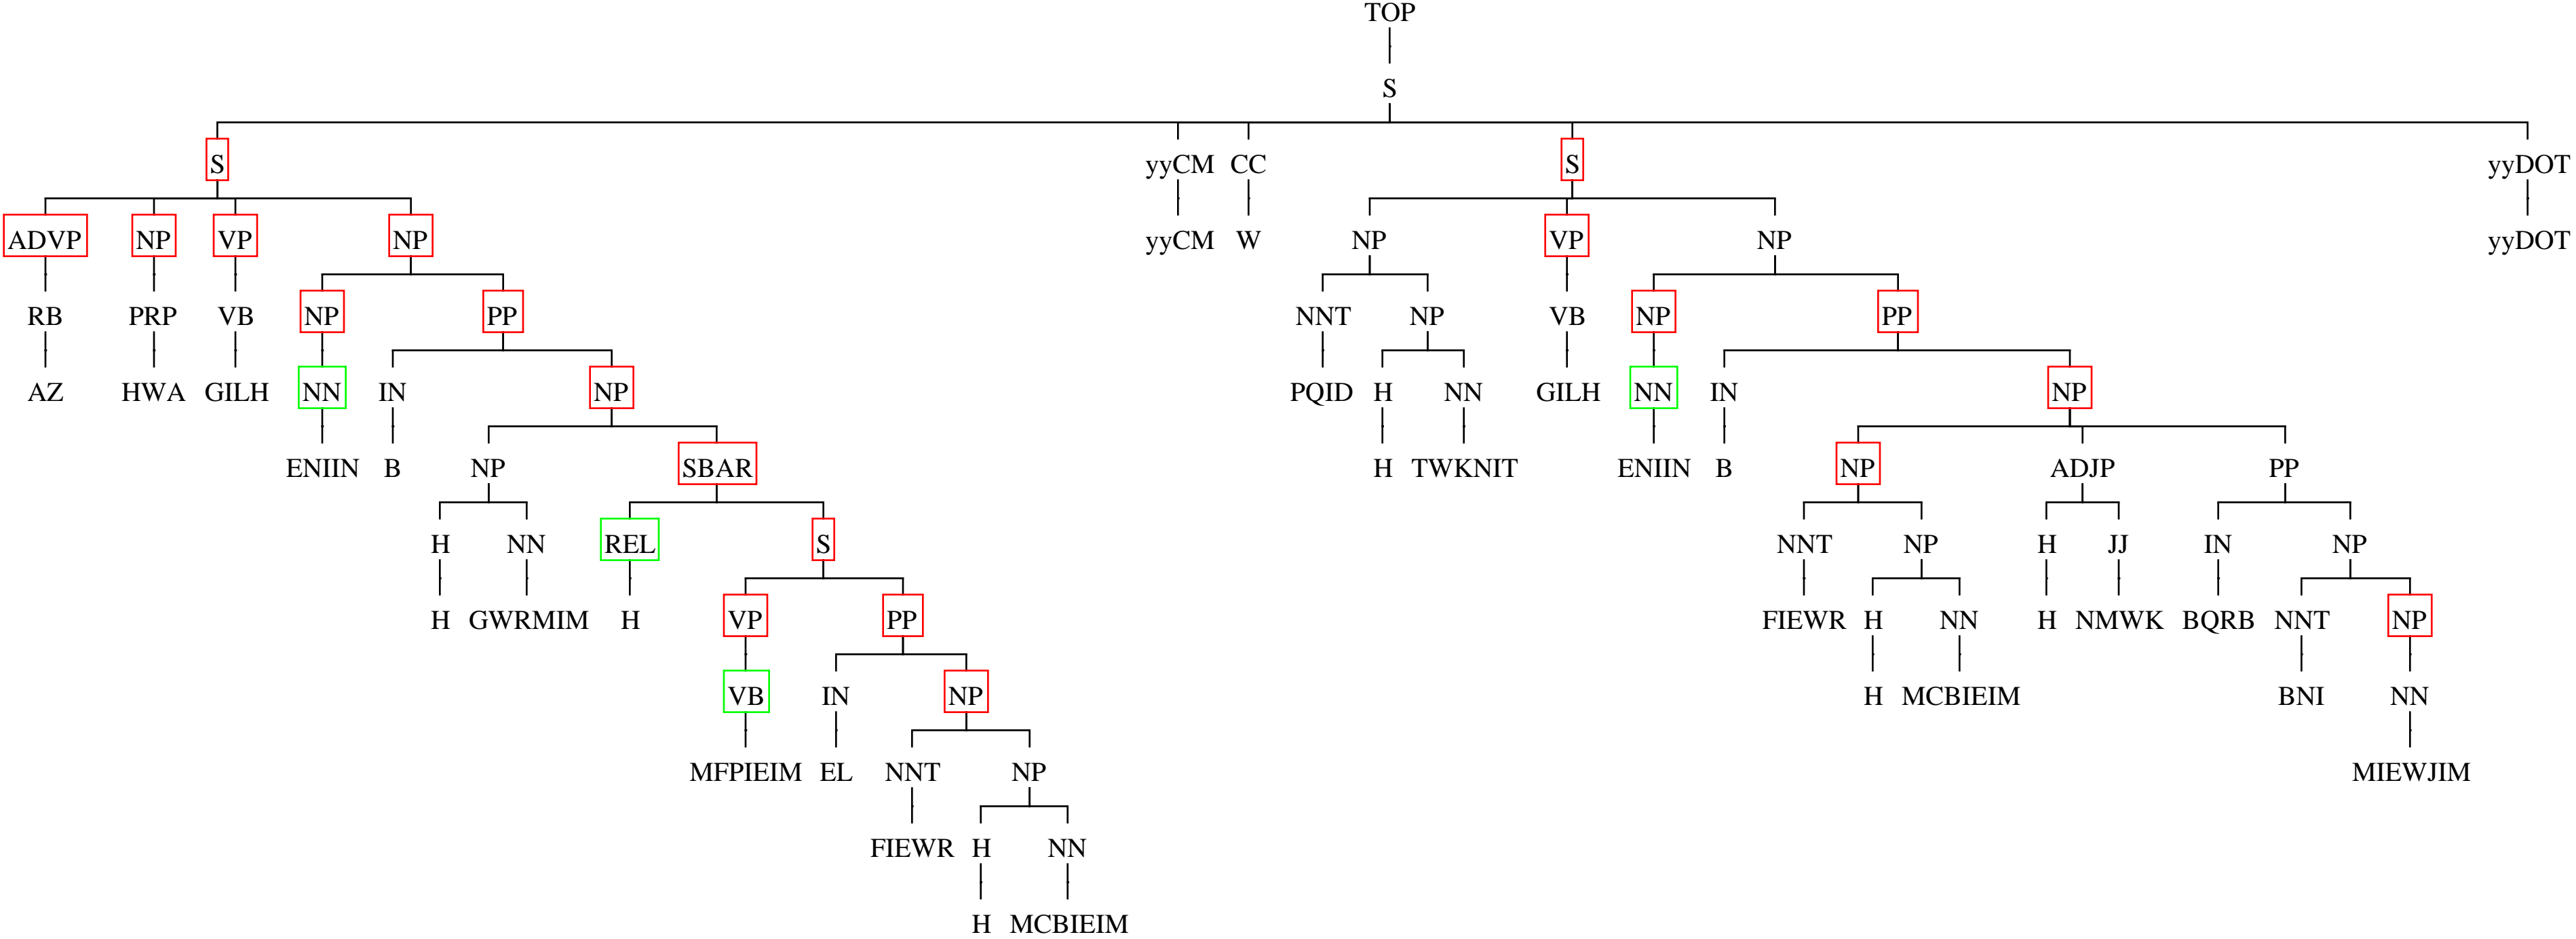 TOP
S
S yyCM CC S yyDOT
ADVP NP VP NP yyCM W NP VP NP yyDOT
RB PRP VB NP PP NNT NP VB NP PP
AZ HWA GILH NN IN NP PQID H NN GILH NN IN NP
ENIIN B NP SBAR H TWKNIT ENIIN B NP ADJP PP
H NN REL S NNT NP H JJ IN NP
H GWRMIM H VP PP FIEWR H NN H NMWK BQRB NNT NP
VB IN NP H MCBIEIM BNI NN
MFPIEIM EL NNT NP MIEWJIM
FIEWR H NN
H MCBIEIM